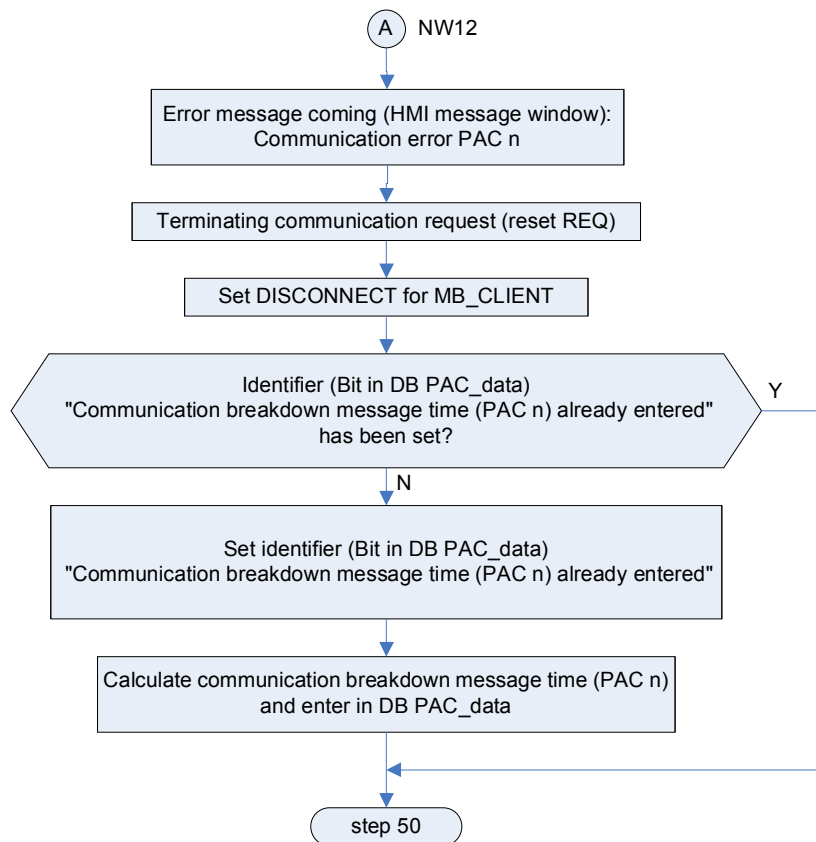 A NW12
Error message coming (HMI message window):
Communication error PAC n
Terminating communication request (reset REQ)
Set DISCONNECT for MB_CLIENT
Identifier (Bit in DB PAC_data)
"Communication breakdown message time (PAC n) already entered"
has been set?
Y
N
Set identifier (Bit in DB PAC_data)
"Communication breakdown message time (PAC n) already entered"
Calculate communication breakdown message time (PAC n)
and enter in DB PAC_data
step 50